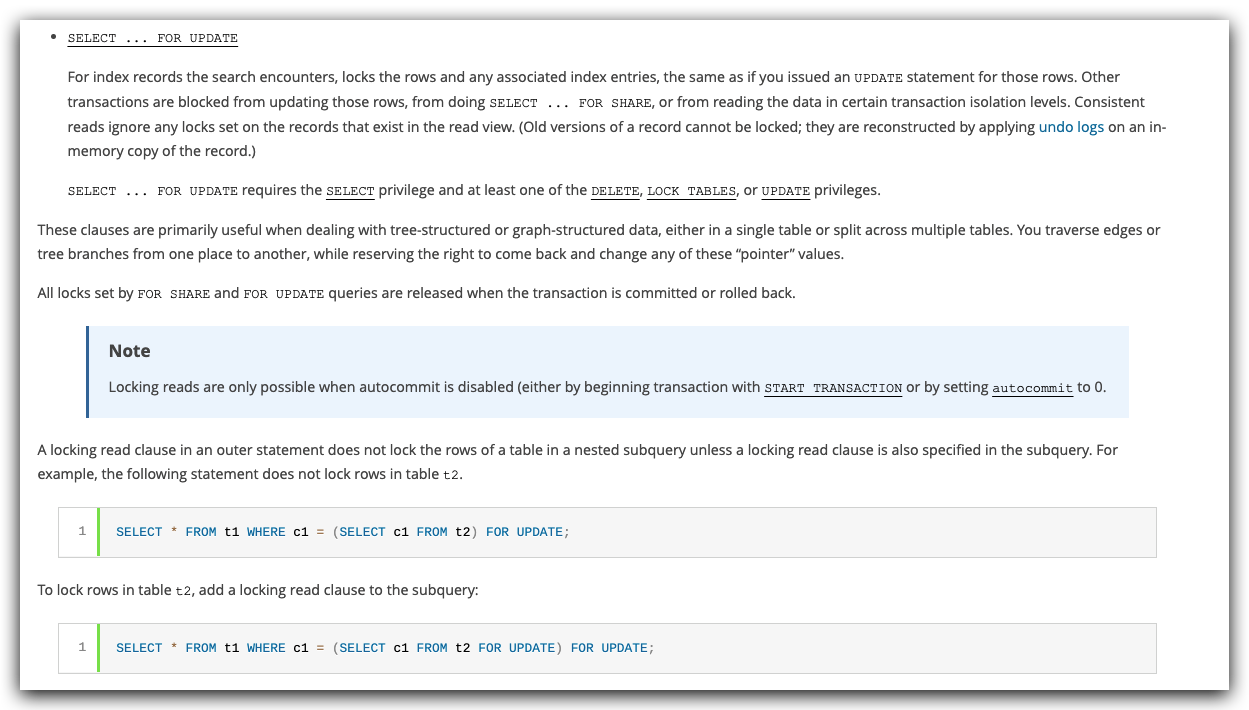 • SELECT ... FOR UPDATE
For index records the search encounters, locks the rows and any associated index entries, the same as if you issued an UPDATE statement for those rows. Other
transactions are blocked from updating those rows, from doing SELECT ... FOR SHARE, or from reading the data in certain transaction isolation levels. Consistent
reads ignore any locks set on the records that exist in the read view. (Old versions of a record cannot be locked; they are reconstructed by applying undo logs on an in-
memory copy of the record.)
SELECT ... FOR UPDATE requires the SELECT privilege and at least one of the DELETE, LOCK TABLES, or UPDATE privileges.
These clauses are primarily useful when dealing with tree-structured or graph-structured data, either in a single table or split across multiple tables. You traverse edges or
tree branches from one place to another, while reserving the right to come back and change any of these “pointer” values.
All locks set by FOR SHARE and FOR UPDATE queries are released when the transaction is committed or rolled back.
Note
Locking reads are only possible when autocommit is disabled (either by beginning transaction with START TRANSACTION or by setting autocommit to 0.
A locking read clause in an outer statement does not lock the rows of a table in a nested subquery unless a locking read clause is also specified in the subquery. For
example, the following statement does not lock rows in table t2.
1 SELECT * FROM t1 WHERE c1 = (SELECT c1 FROM t2) FOR UPDATE;
To lock rows in table t2, add a locking read clause to the subquery:
1 SELECT * FROM t1 WHERE c1 = (SELECT c1 FROM t2 FOR UPDATE) FOR UPDATE;